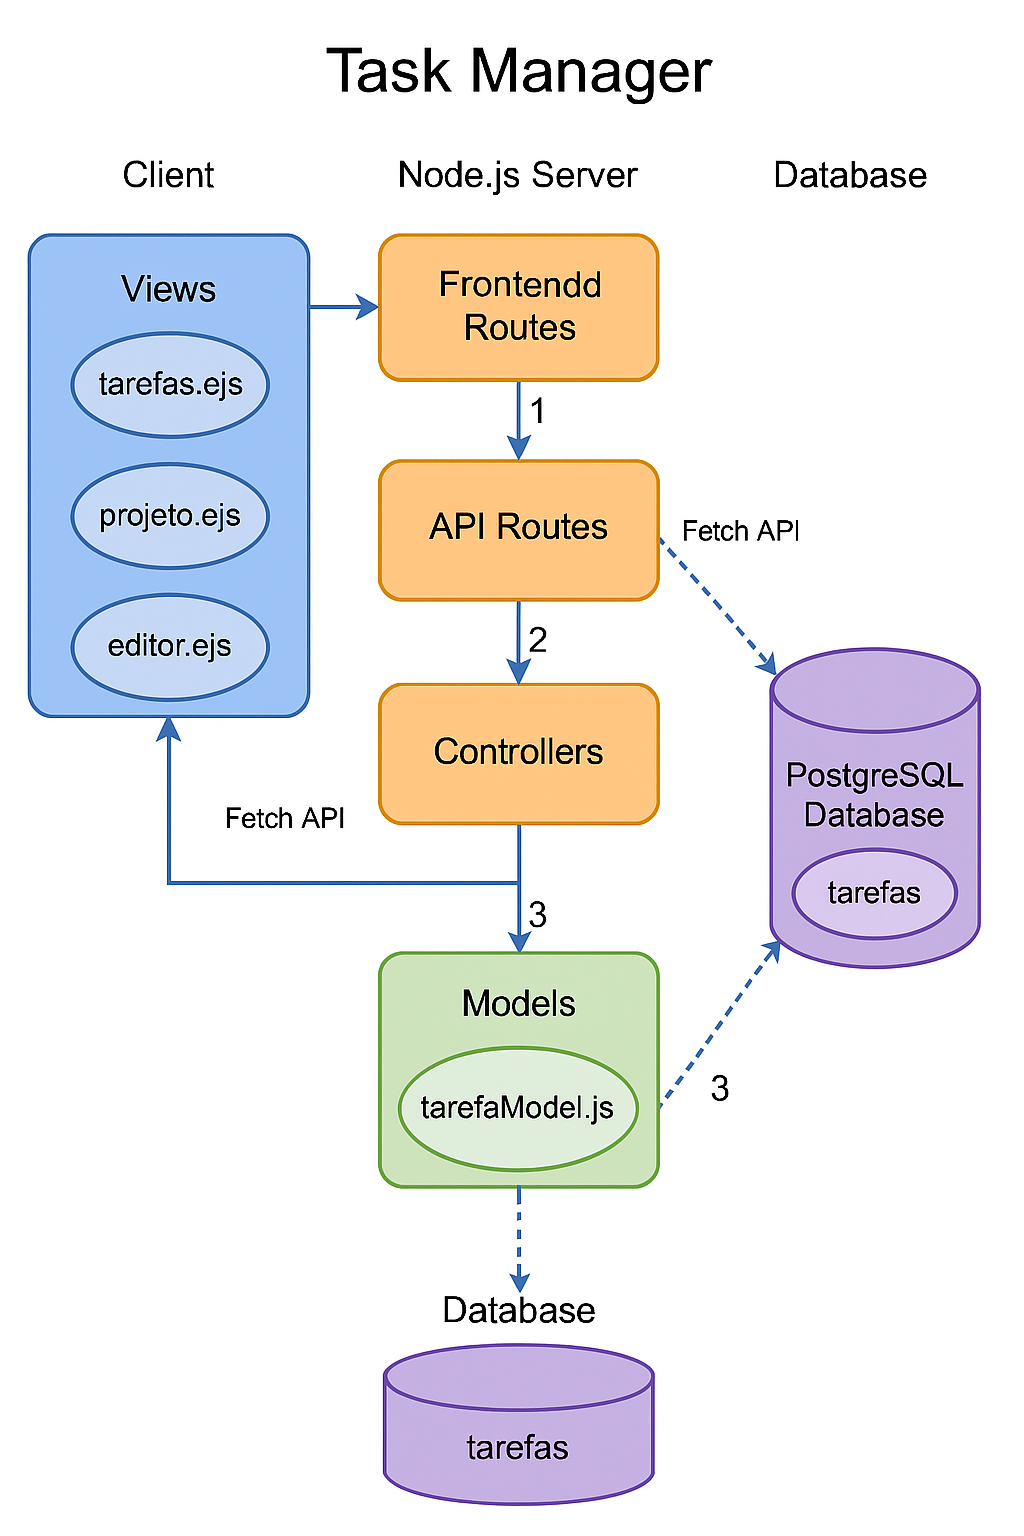 Task Manager
Client
Node.js Server
Database
Views
tarefas.ejs
projeto.ejs
editor.ejs
Frontendd
Routes
1
API Routes
Fetch API
2
Controllers
Fetch API
3
PostgreSQL
Database
tarefas
Models
tarefaModel.js
3
Database
tarefas